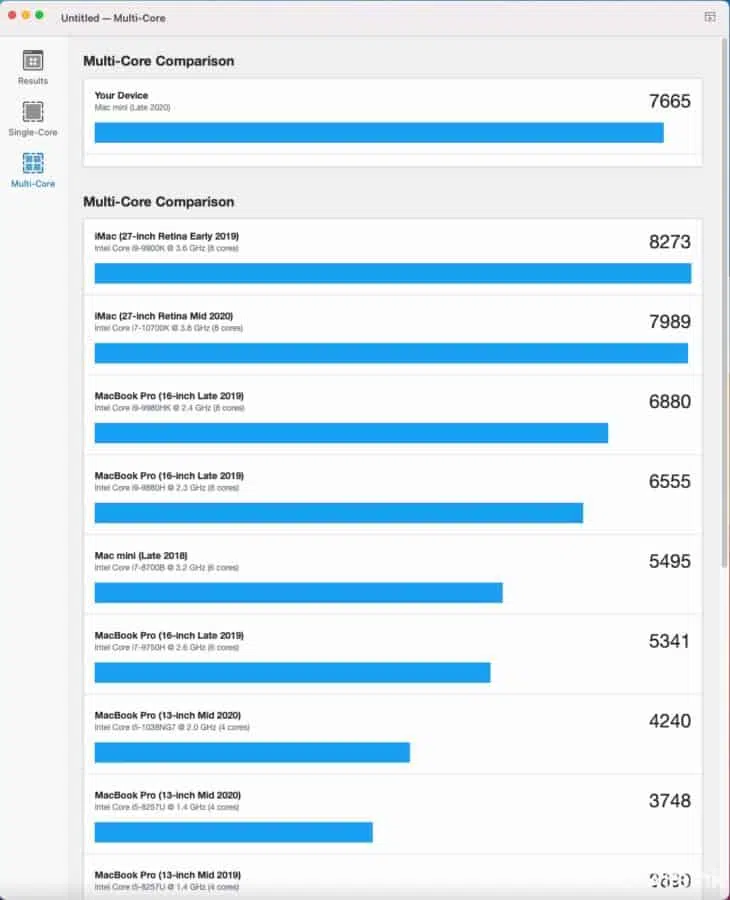 Untitled — Multi-Core
Results
Single-Core
Multi-Core
Multi-Core Comparison
Your Device
Mac mini (Late 2020)
7665
Multi-Core Comparison
iMac (27-inch Retina Early 2019)
Intel Core i9-9900K @ 3.6 GHz (8 cores)
8273
iMac (27-inch Retina Mid 2020)
Intel Core i7-10700K @ 3.8 GHz (8 cores)
7989
MacBook Pro (16-inch Late 2019)
Intel Core i9-9980HK @ 2.4 GHz (8 cores)
6880
MacBook Pro (16-inch Late 2019)
Intel Core i9-9880H @ 2.3 GHz (8 cores)
6555
Mac mini (Late 2018)
Intel Core i7-8700B @ 3.2 GHz (6 cores)
5495
MacBook Pro (16-inch Late 2019)
Intel Core i7-9750H @ 2.6 GHz (6 cores)
5341
MacBook Pro (13-inch Mid 2020)
Intel Core i5-1038NG7 @ 2.0 GHz (4 cores)
4240
MacBook Pro (13-inch Mid 2020)
Intel Core i5-8257U @ 1.4 GHz (4 cores)
3748
MacBook Pro (13-inch Mid 2019)
Intel Core i5-8257U @ 1.4 GHz (4 cores)